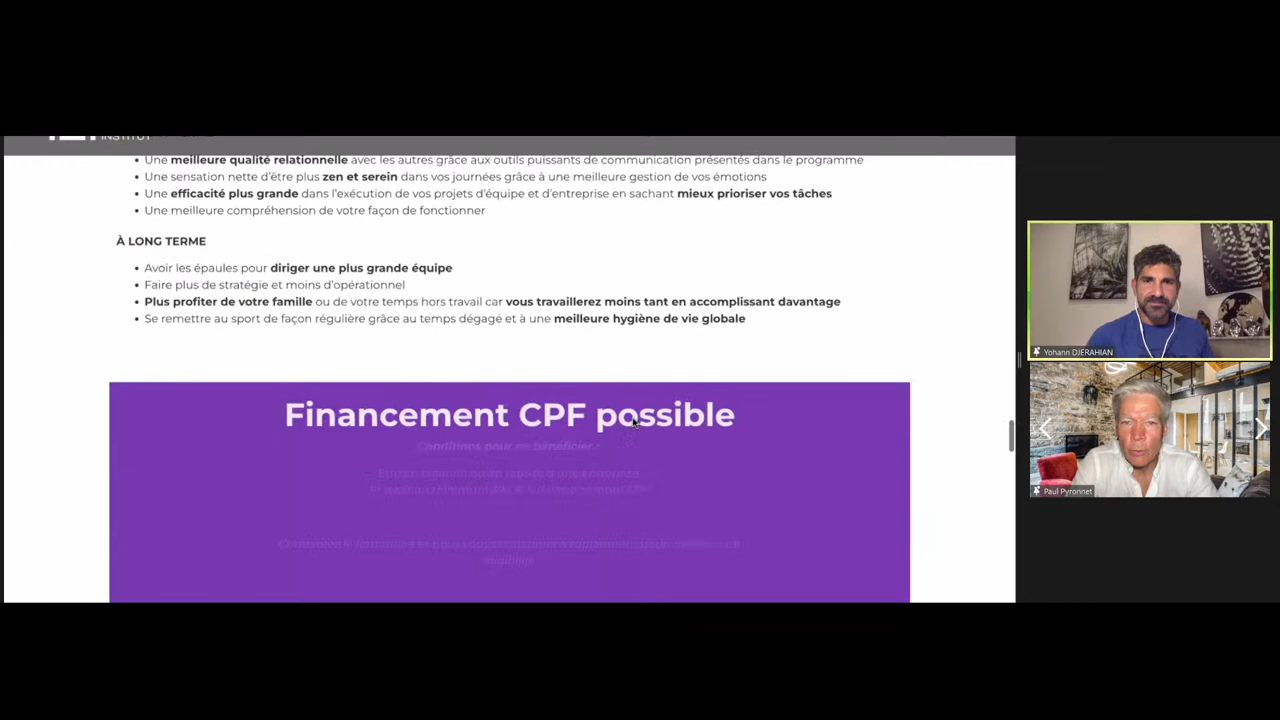 INSTITUT
• Une meilleure qualité relationnelle avec les autres grâce aux outils puissants de communication présentés dans le programme
• Une sensation nette d’être plus zen et serein dans vos journées grâce à une meilleure gestion de vos émotions
• Une efficacité plus grande dans l’exécution de vos projets d’équipe et d’entreprise en sachant mieux prioriser vos tâches
• Une meilleure compréhension de votre façon de fonctionner
À LONG TERME
• Avoir les épaules pour diriger une plus grande équipe
• Faire plus de stratégie et moins d’opérationnel
• Plus profiter de votre famille ou de votre temps hors travail car vous travaillerez moins tant en accomplissant davantage
• Se remettre au sport de façon régulière grâce au temps dégagé et à une meilleure hygiène de vie globale
Financement CPF possible
Conditions pour en bénéficier :
Yohann DJERAHIAN
Paul Pyronnet